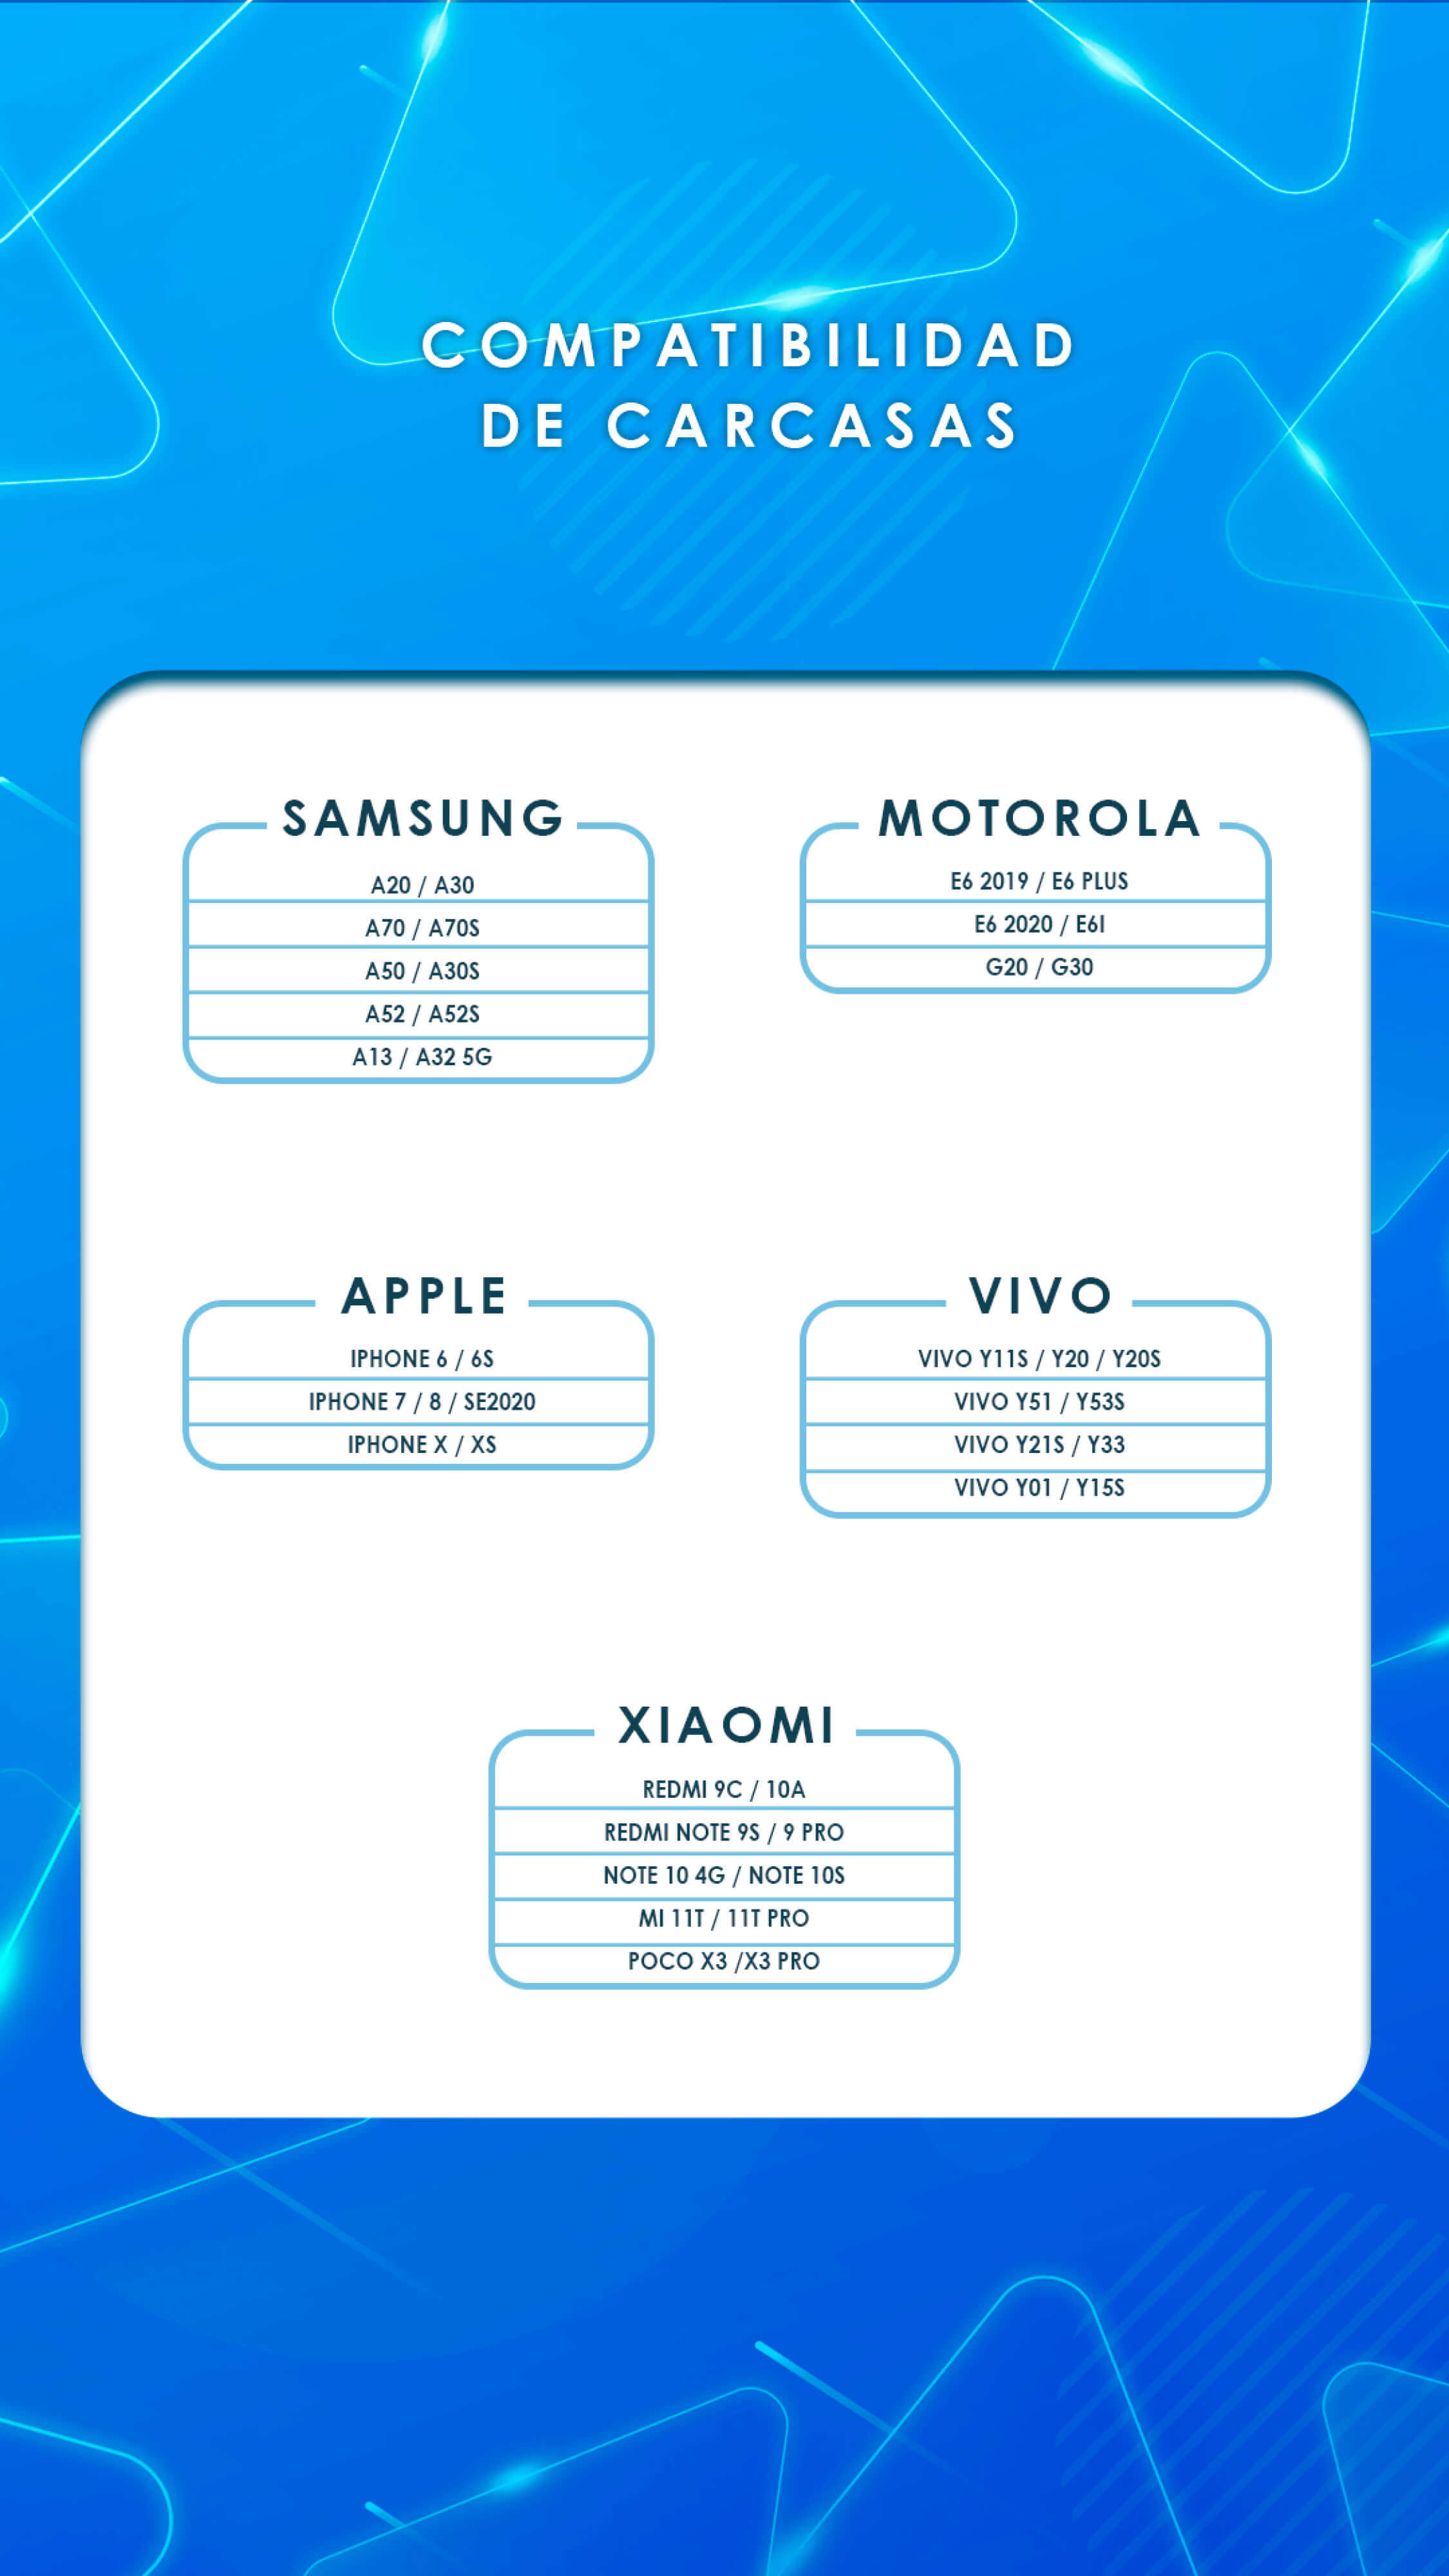 COMPATIBILIDAD
DE CARCASAS
SAMSUNG
A20 / A30
A70 / A70S
A50 / A30S
A52 / A52S
A13 / A32 5G
MOTOROLA
E6 2019 / E6 PLUS
E6 2020 / E6I
G20 / G30
APPLE
IPHONE 6 / 6S
IPHONE 7 / 8 / SE2020
IPHONE X / XS
VIVO
VIVO Y11S / Y20 / Y20S
VIVO Y51 / Y53S
VIVO Y21S / Y33
VIVO Y01 / Y15S
XIAOMI
REDMI 9C / 10A
REDMI NOTE 9S / 9 PRO
NOTE 10 4G / NOTE 10S
MI 11T / 11T PRO
POCO X3 /X3 PRO